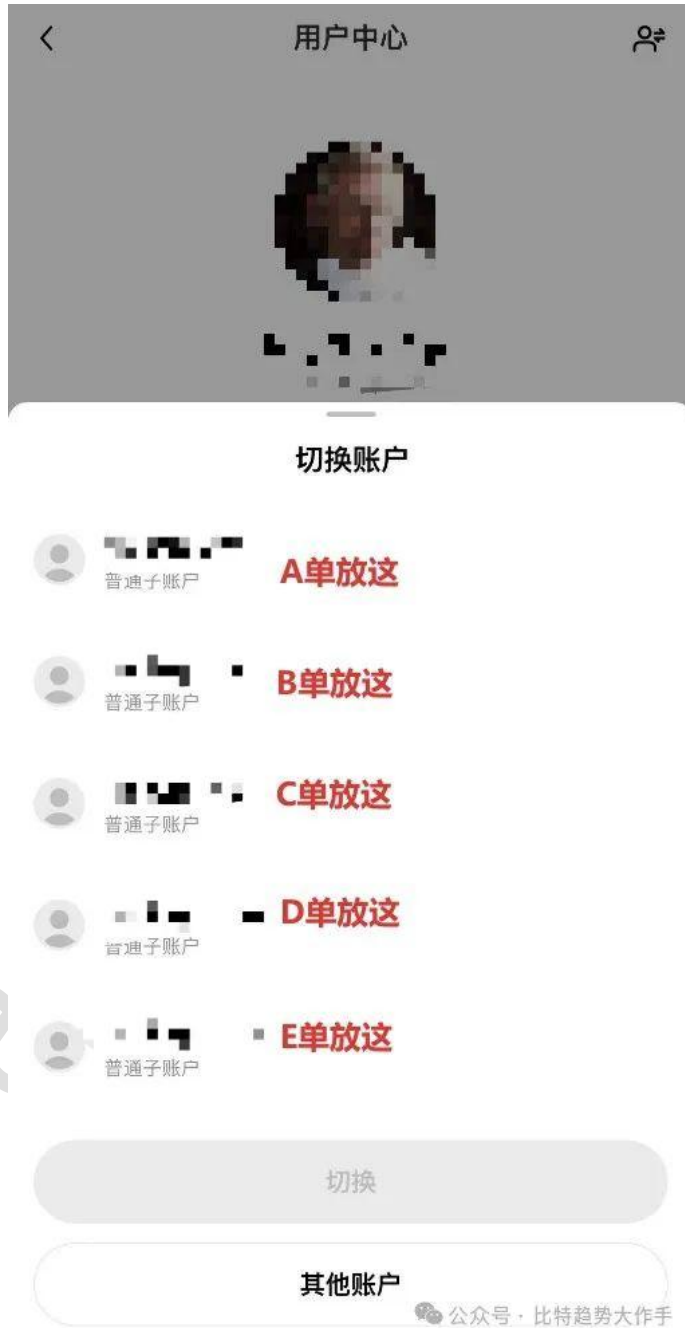 用户中心
切换账户
普通子账户
A单放这
普通子账户
B单放这
普通子账户
C单放这
普通子账户
D单放这
普通子账户
E单放这
切换
其他账户
公众号 · 比特趋势大作手